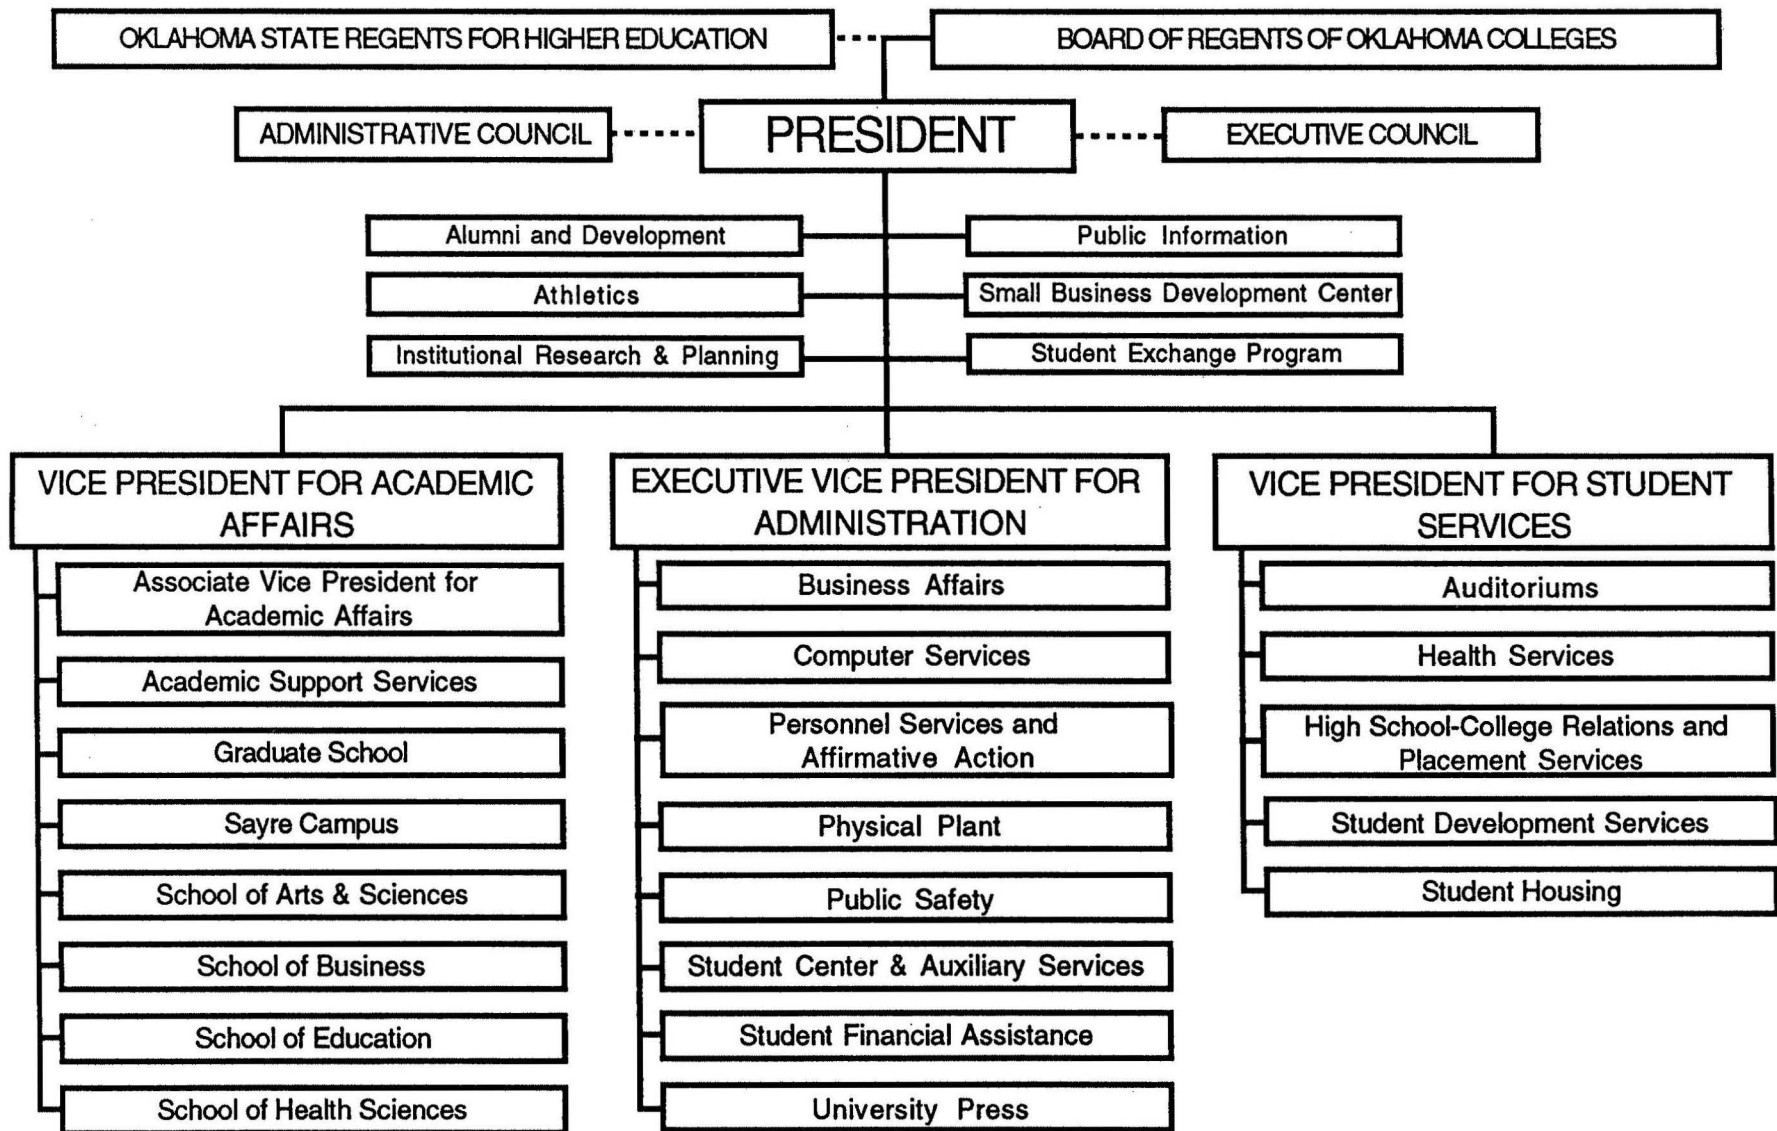 OKLAHOMA STATE REGENTS FOR HIGHER EDUCATION
BOARD OF REGENTS OF OKLAHOMA COLLEGES
ADMINISTRATIVE COUNCIL
PRESIDENT
EXECUTIVE COUNCIL
Alumni and Development
Public Information
Athletics
Small Business Development Center
Institutional Research & Planning
Student Exchange Program
VICE PRESIDENT FOR ACADEMIC
AFFAIRS
Associate Vice President for
Academic Affairs
Academic Support Services
Graduate School
Sayre Campus
School of Arts & Sciences
School of Business
School of Education
School of Health Sciences
EXECUTIVE VICE PRESIDENT FOR
ADMINISTRATION
Business Affairs
Computer Services
Personnel Services and
Affirmative Action
Physical Plant
Public Safety
Student Center & Auxiliary Services
Student Financial Assistance
University Press
VICE PRESIDENT FOR STUDENT
SERVICES
Auditoriums
Health Services
High School-College Relations and
Placement Services
Student Development Services
Student Housing